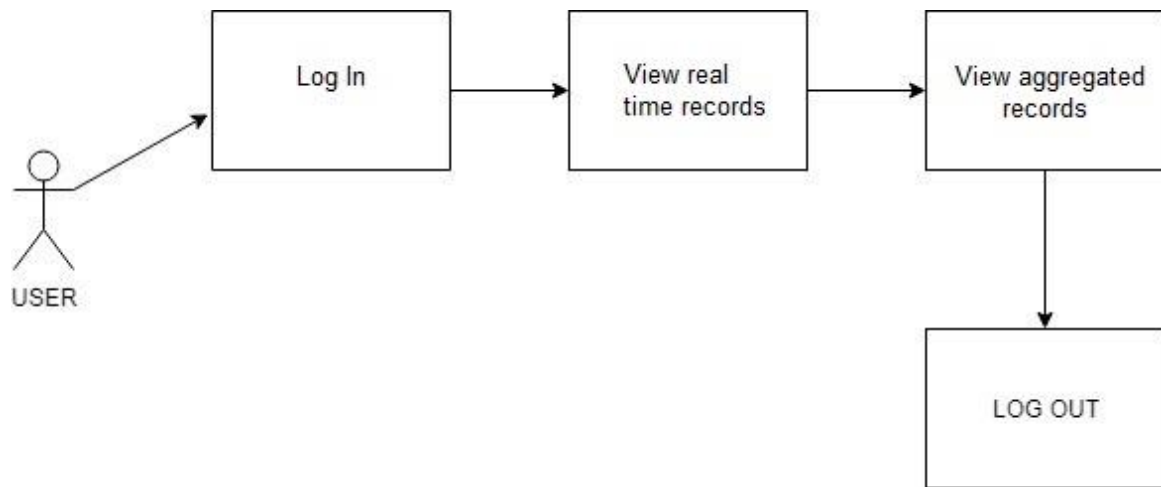 Log In
View real
time records
View aggregated
records
USER
LOG OUT